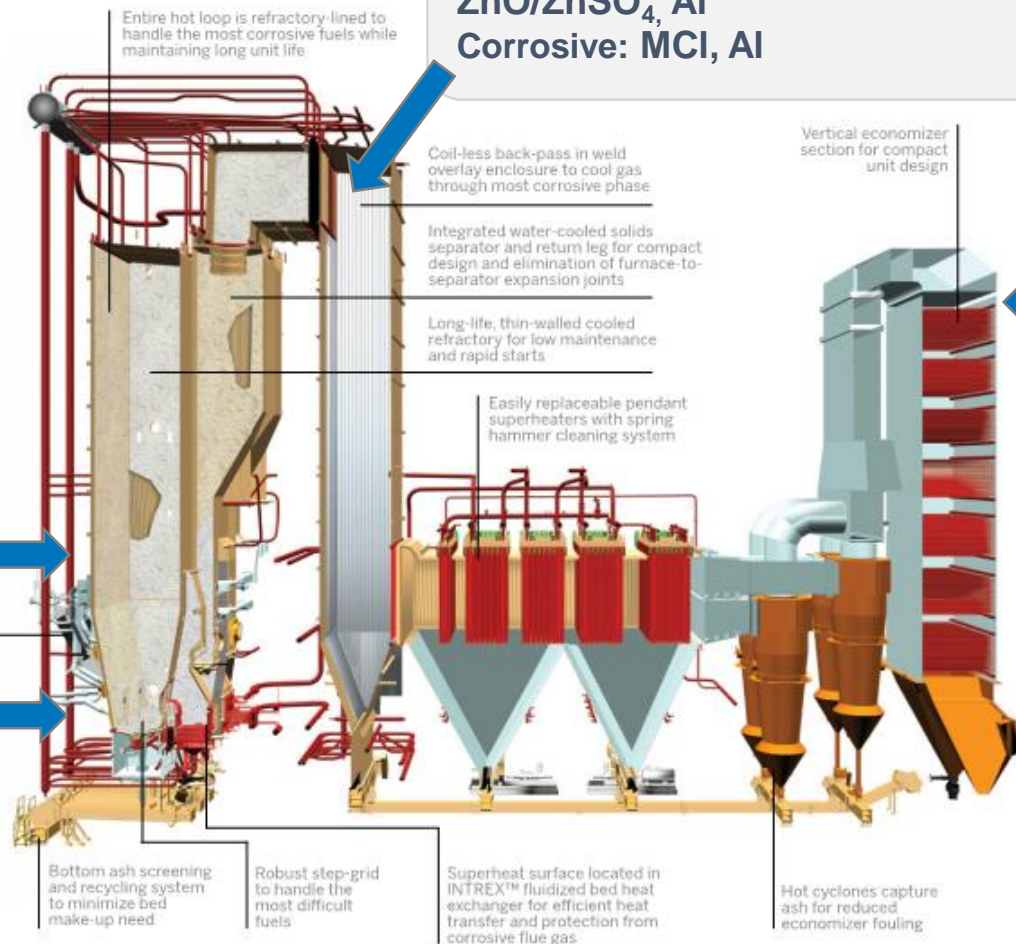 ZnO/ZnSO4, Al
Corrosive: MCl, Al
Entire hot loop is refractory-lined to
handle the most corrosive fuels while
maintaining long unit life
Coil-less back-pass in weld
overlay enclosure to cool gas
through most corrosive phase
Vertical economizer
section for compact
unit design
Integrated water-cooled solids
separator and return leg for compact
design and elimination of furnace-to-
separator expansion joints
Long-life, thin-walled cooled
refractory for low maintenance
and rapid starts
Easily replaceable pendant
superheaters with spring
hammer cleaning system
Bottom ash screening
and recycling system
to minimize bed
make-up need
Robust step-grid
to handle the
most difficult
fuels
Superheat surface located in
INTREX™ fluidized bed heat
exchanger for efficient heat
transfer and protection from
corrosive flue gas
Hot cyclones capture
ash for reduced
economizer fouling